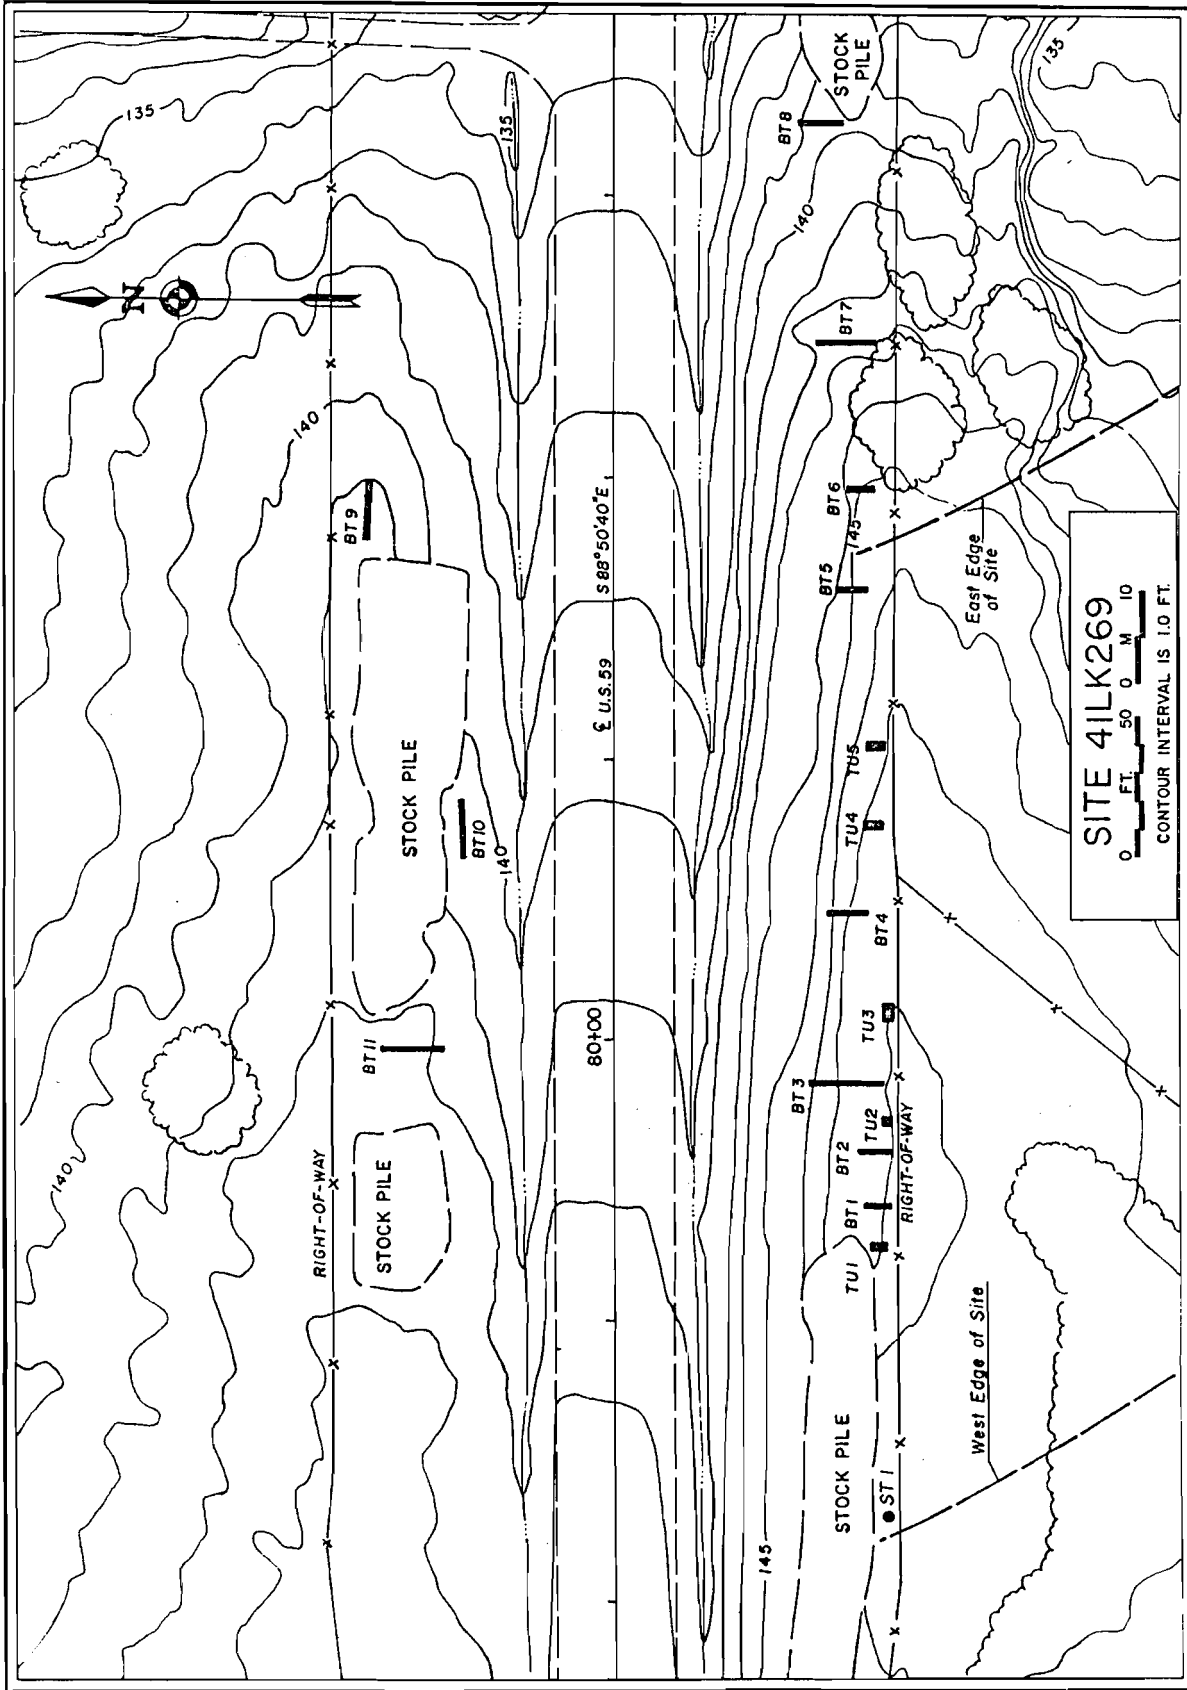 135
N
140
BT9
STOCK PILE
BT10
140
BT11
140
RIGHT-OF-WAY
STOCK PILE
135
S 88° 50' 40" E
℄ U.S. 59
80+00
STOCK
PILE
135
BT8
140
BT7
BT6
145
BT5
East Edge
of Site
TU5
TU4
BT4
TU3
BT3
TU2
BT2
RIGHT-OF-WAY
BT1
TU1
West Edge of Site
STOCK PILE
ST 1
145
SITE 41LK269
0 FT. 50 0 M 10
CONTOUR INTERVAL IS 1.0 FT.